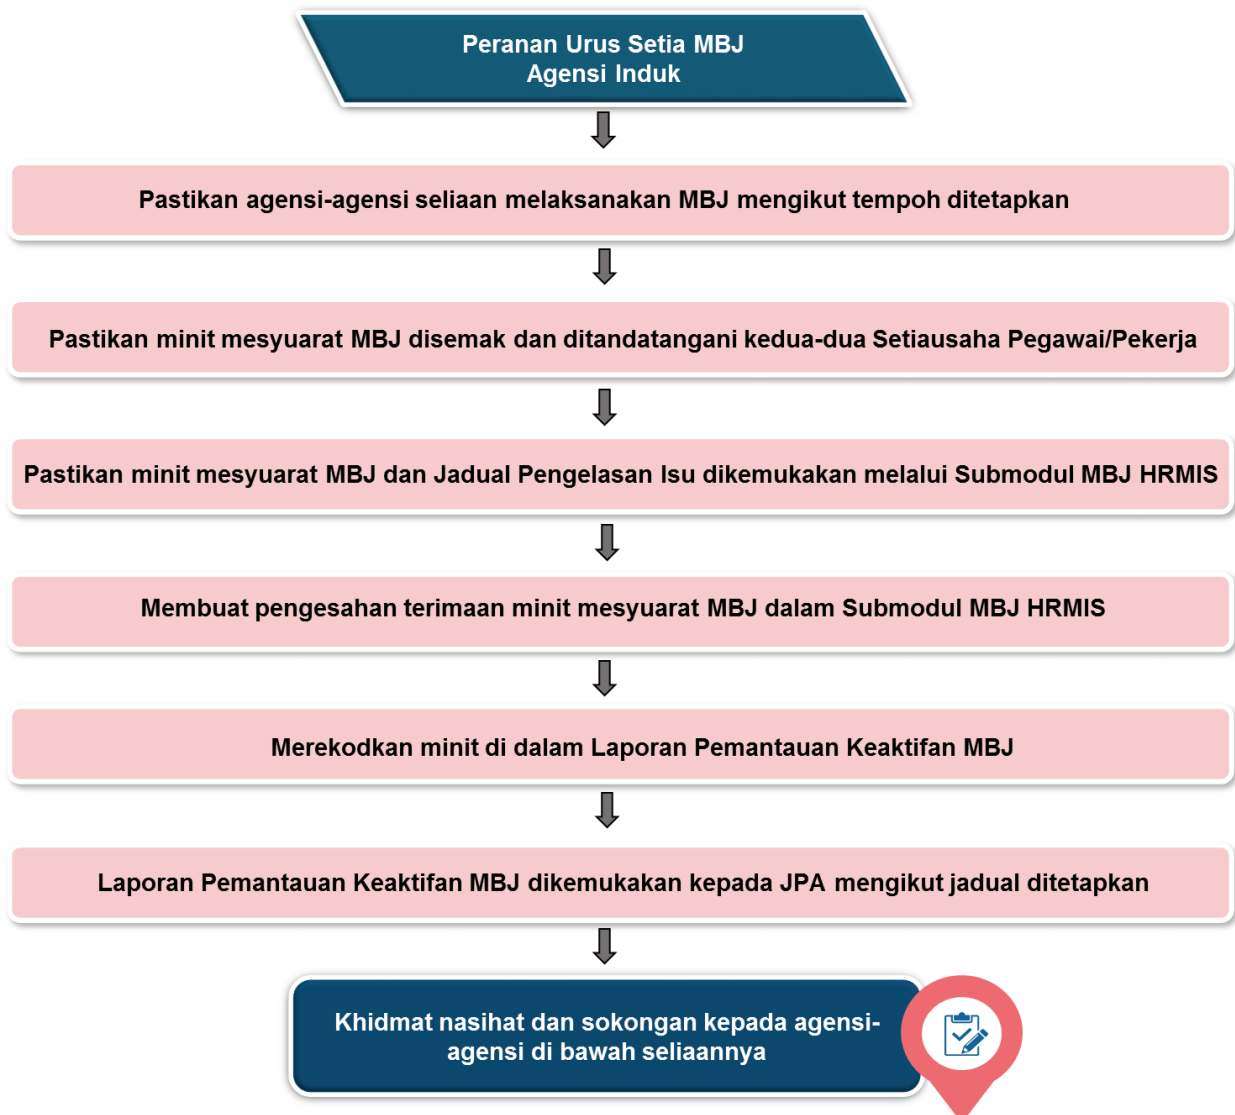 Peranan Urus Setia MBJ
Agensi Induk
Pastikan agensi-agensi seliaan melaksanakan MBJ mengikut tempoh ditetapkan
Pastikan minit mesyuarat MBJ disemak dan ditandatangani kedua-dua Setiausaha Pegawai/Pekerja
Pastikan minit mesyuarat MBJ dan Jadual Pengelasan Isu dikemukakan melalui Submodul MBJ HRMIS
Membuat pengesahan terimaan minit mesyuarat MBJ dalam Submodul MBJ HRMIS
Merekodkan minit di dalam Laporan Pemantauan Keaktifan MBJ
Laporan Pemantauan Keaktifan MBJ dikemukakan kepada JPA mengikut jadual ditetapkan
Khidmat nasihat dan sokongan kepada agensi-
agensi di bawah seliaannya